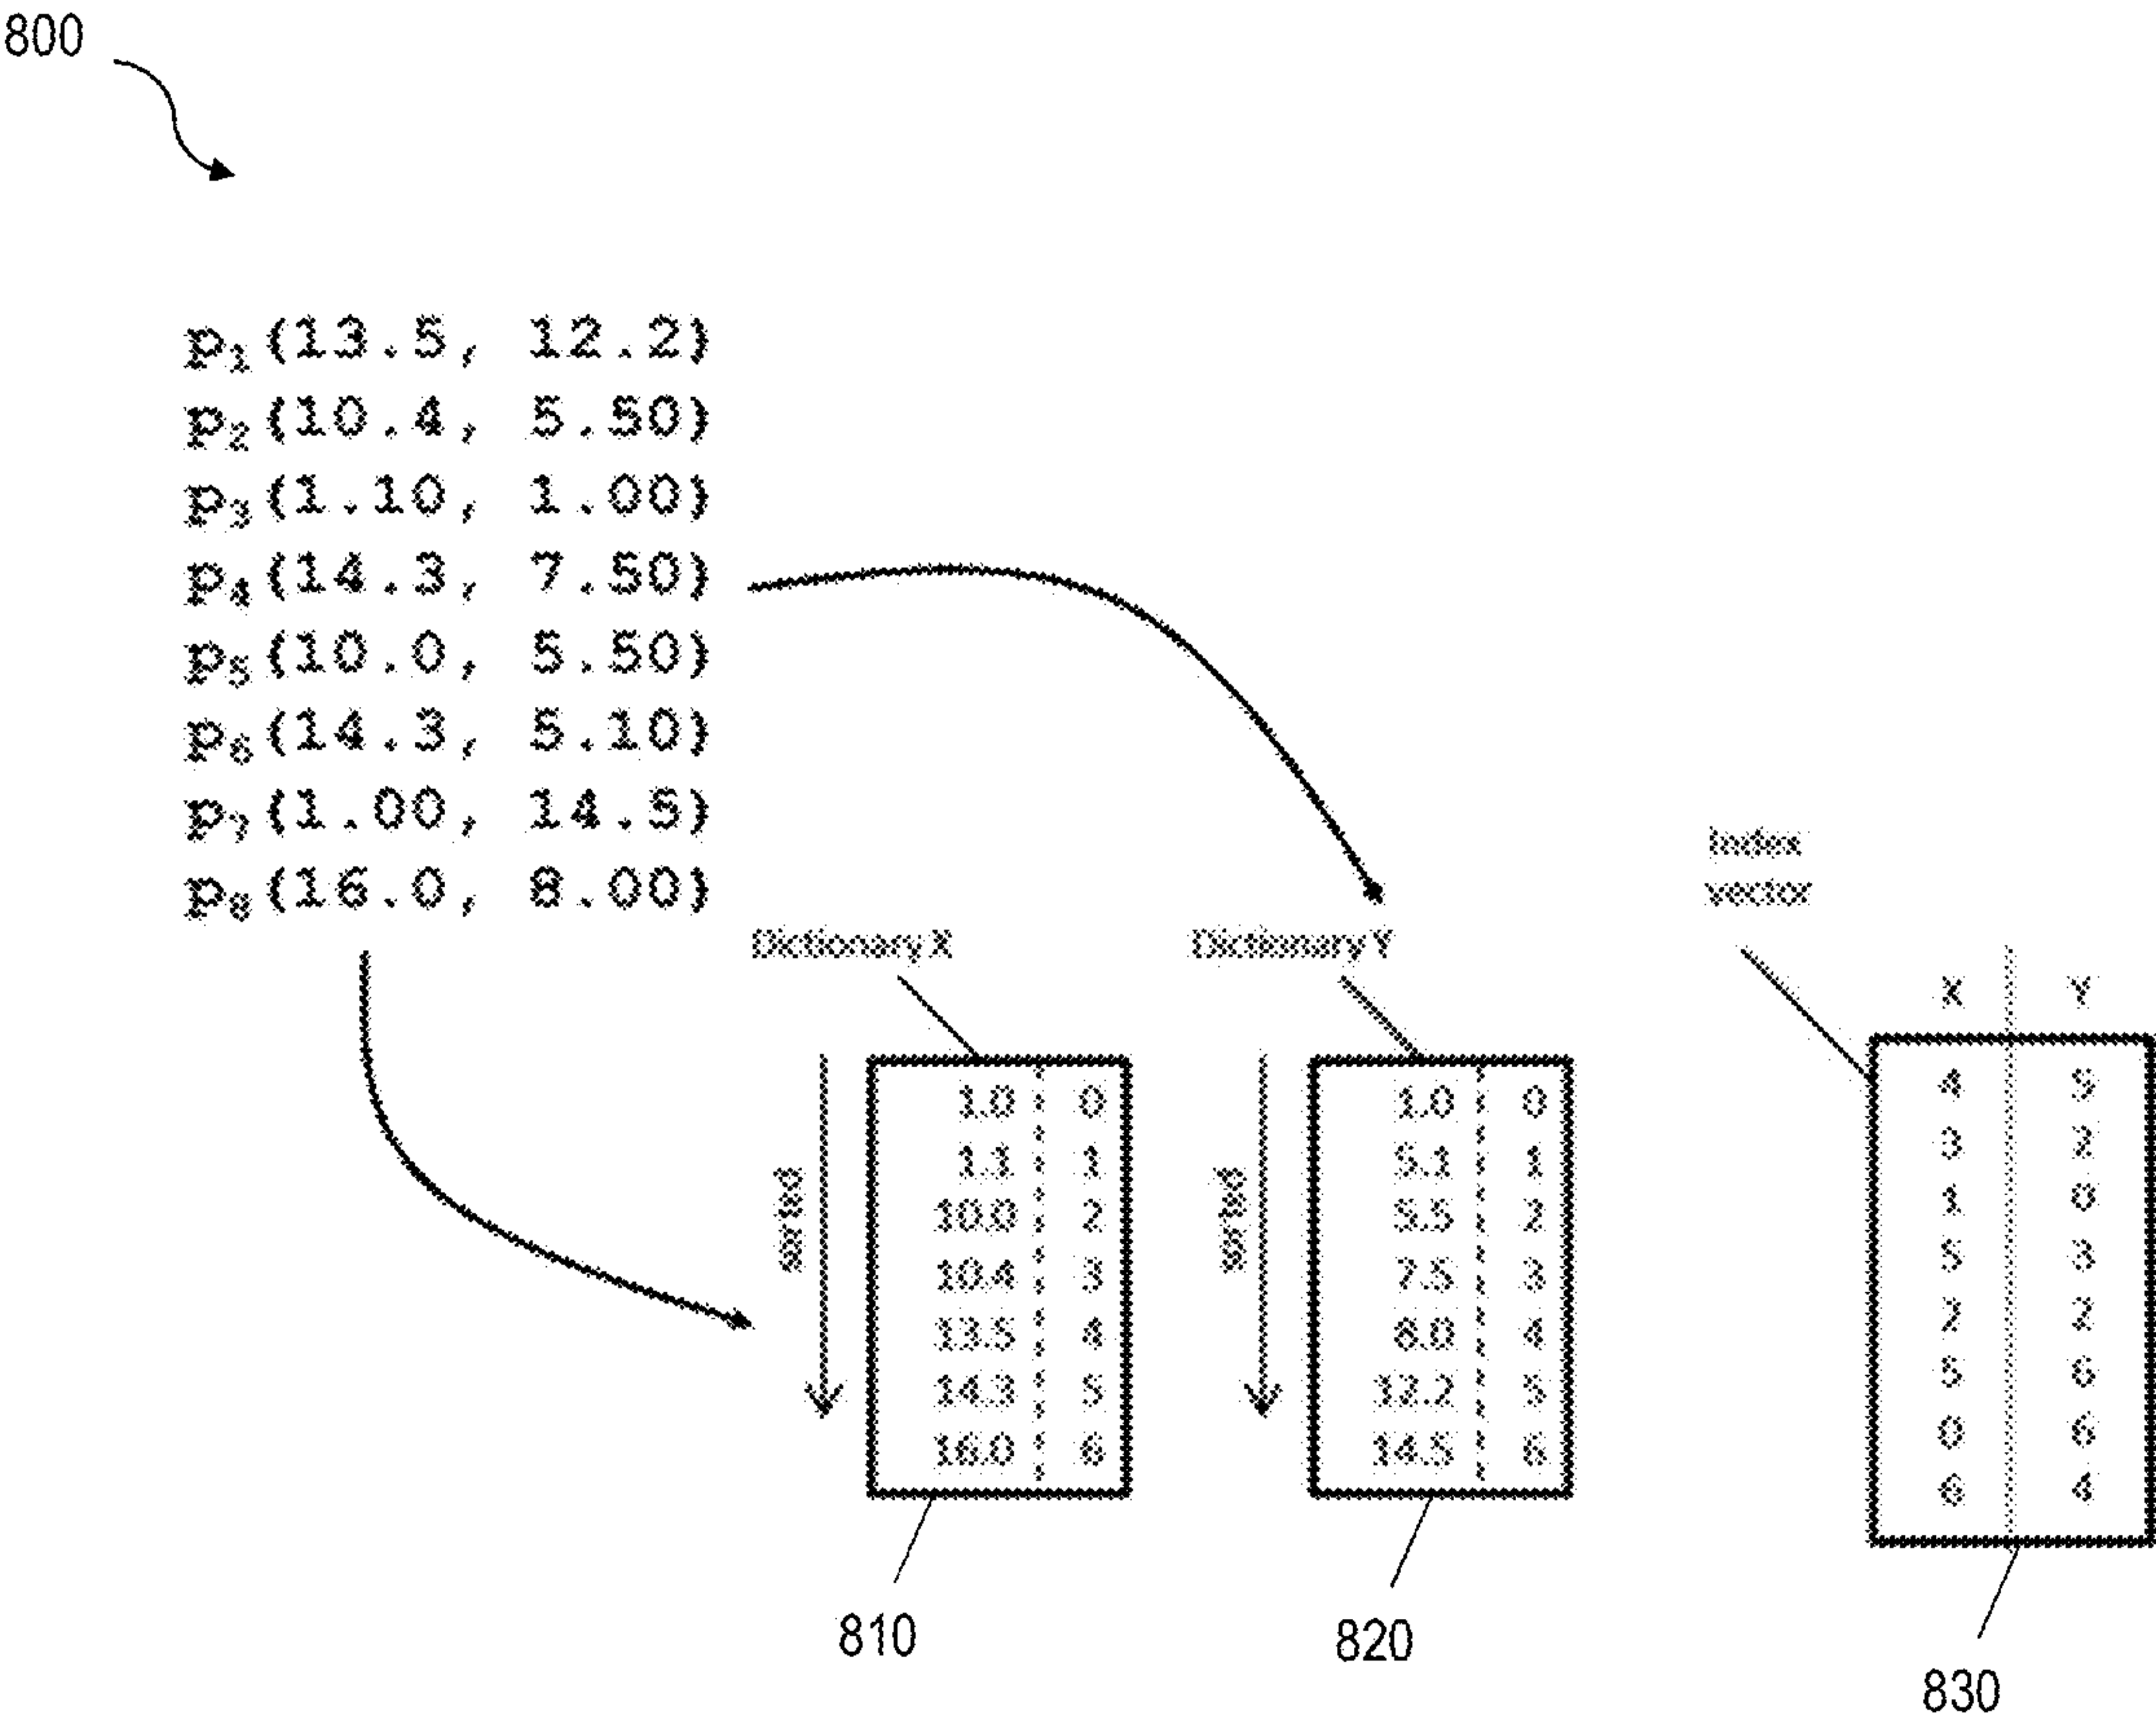 800
p1(13.5, 12.2)
p2(10.4, 5.50)
p3(1.10, 1.00)
p4(14.3, 7.50)
p5(10.0, 5.50)
p6(14.3, 5.10)
p7(1.00, 14.5)
p8(16.0, 8.00)
Dictionary X
sorted
1.0 0
1.1 1
10.0 2
10.4 3
13.5 4
14.3 5
16.0 6
810
Dictionary Y
sorted
1.0 0
5.1 1
5.5 2
7.5 3
8.0 4
12.2 5
14.5 6
820
Index
vector
X Y
4 9
3 2
1 0
5 3
2 2
5 6
0 6
6 4
830